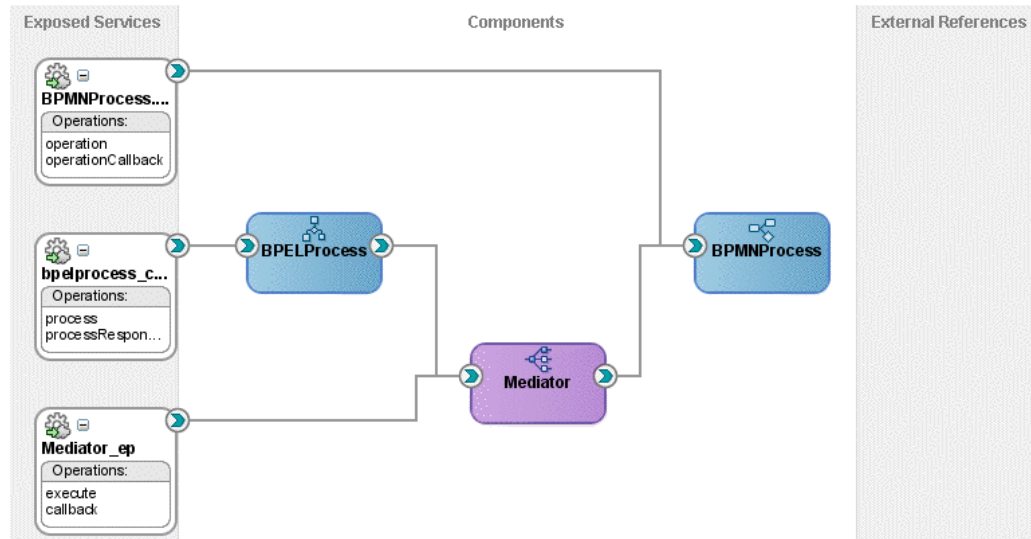 Exposed Services
Components
External References
BPMNProcess....
Operations:
operation
operationCallback
BPELProcess
BPMNProcess
bpelprocess_c...
Operations:
process
processRespon...
Mediator
Mediator_ep
Operations:
execute
callback